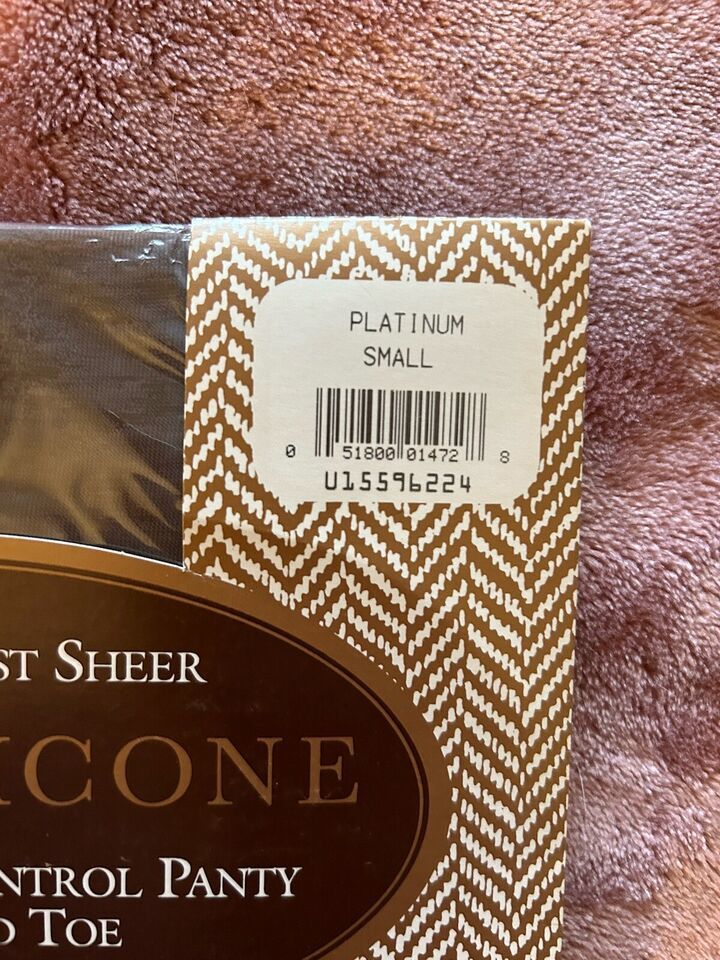 PLATINUM
SMALL
0 51800 01472 8
U15596224
ST SHEER
ICONE
NTROL PANTY
D TOE